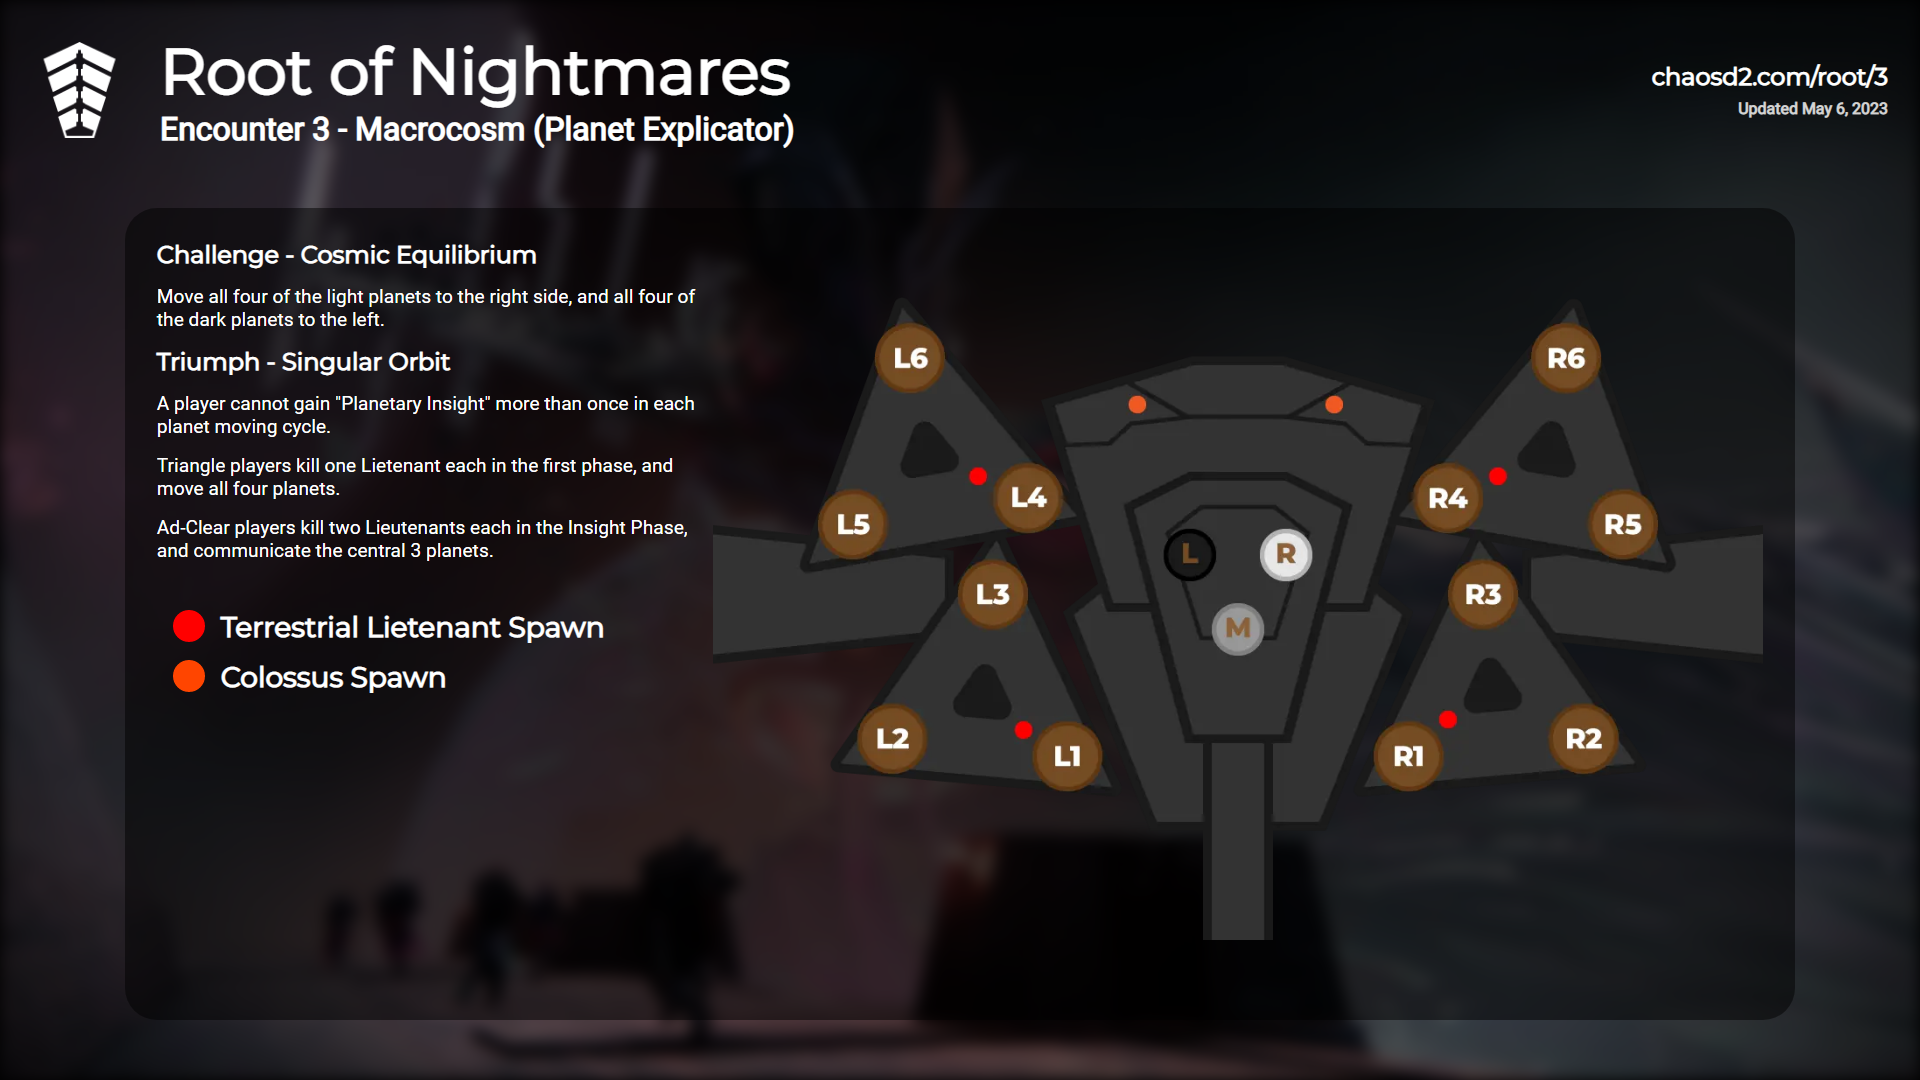 Root of Nightmares
Encounter 3 - Macrocosm (Planet Explicator)
chaosd2.com/root/3
Updated May 6, 2023
Challenge - Cosmic Equilibrium
Move all four of the light planets to the right side, and all four of
the dark planets to the left.
Triumph - Singular Orbit
A player cannot gain "Planetary Insight" more than once in each
planet moving cycle.
Triangle players kill one Lietenant each in the first phase, and
move all four planets.
Ad-Clear players kill two Lieutenants each in the Insight Phase,
and communicate the central 3 planets.
Terrestrial Lietenant Spawn
Colossus Spawn
L6
R6
L4
R4
L5
R5
L
R
L3
R3
M
L2
R2
L1
R1